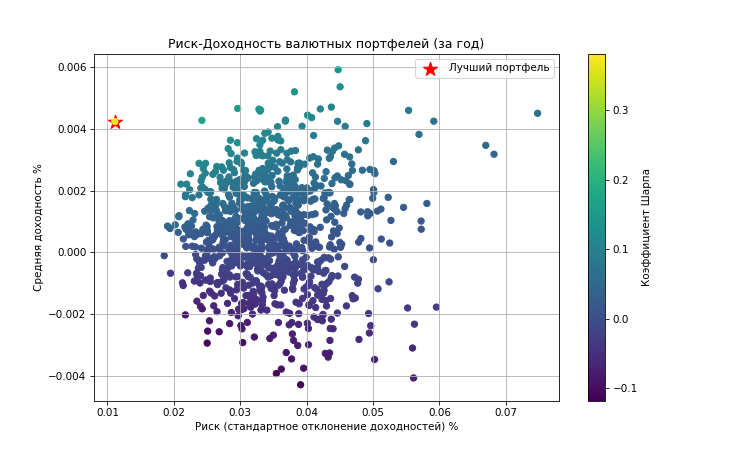 Риск-Доходность валютных портфелей (за год)
Лучший портфель
0.006
0.004
0.002
0.000
−0.002
−0.004
Средняя доходность %
0.01 0.02 0.03 0.04 0.05 0.06 0.07
Риск (стандартное отклонение доходностей) %
0.3
0.2
0.1
0.0
−0.1
Коэффициент Шарпа